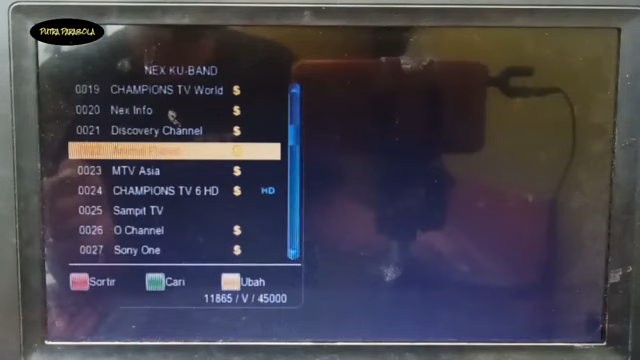 PUTRA PARABOLA
NEX KU-BAND
0019 CHAMPIONS TV World $
0020 Nex Info $
0021 Discovery Channel $
0022 Animal Planet $
0023 MTV Asia $
0024 CHAMPIONS TV 6 HD $ HD
0025 Sampit TV
0026 O Channel $
0027 Sony One $
Sortir Cari Ubah
11865 / V / 45000